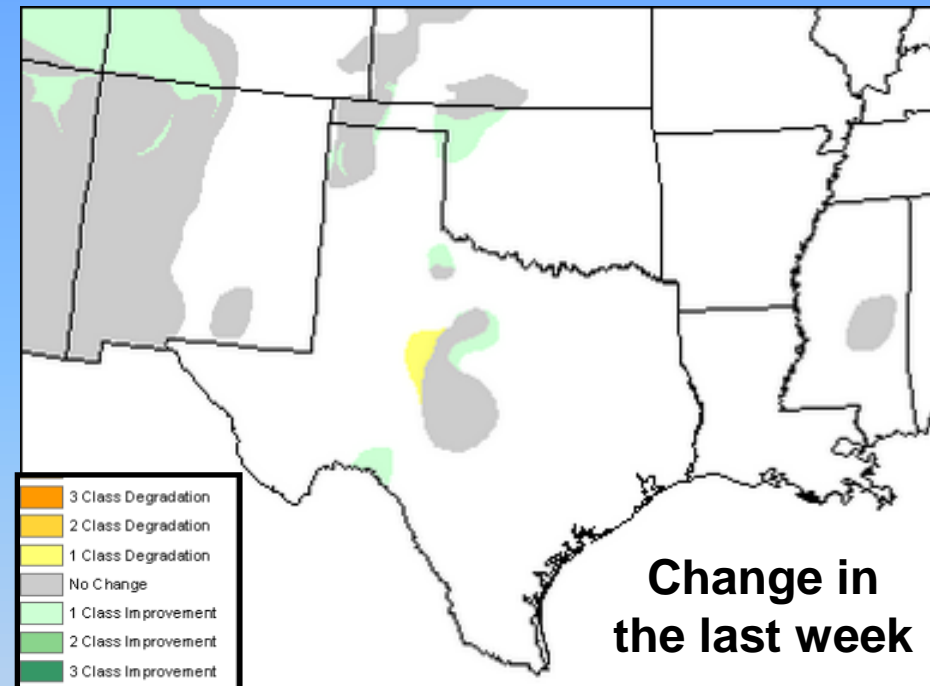 3 Class Degradation
2 Class Degradation
1 Class Degradation
No Change
1 Class Improvement
2 Class Improvement
3 Class Improvement
Change in
the last week